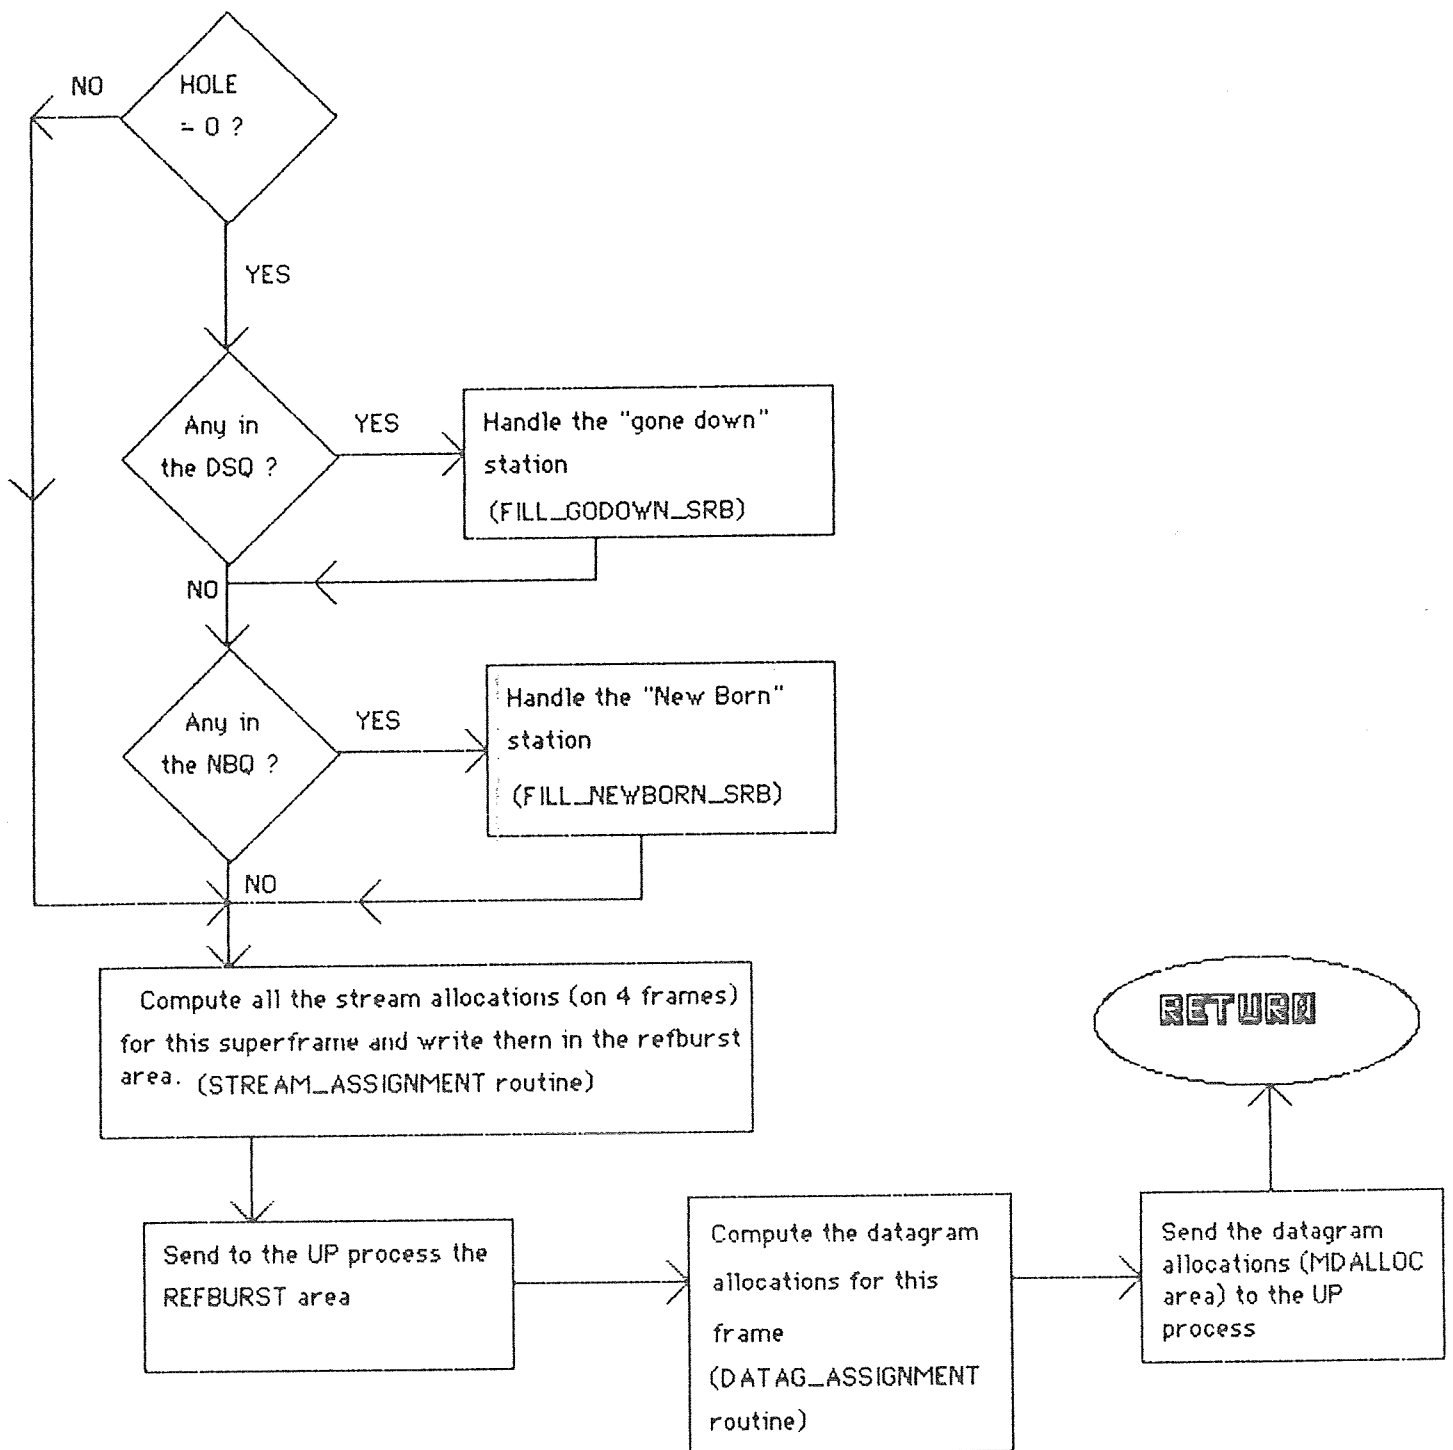 NO
HOLE
= 0 ?
YES
Any in
the DSQ ?
YES
Handle the "gone down"
station
(FILL_GODOWN_SRB)
NO
Any in
the NBQ ?
YES
Handle the "New Born"
station
(FILL_NEWBORN_SRB)
NO
Compute all the stream allocations (on 4 frames)
for this superframe and write them in the refburst
area. (STREAM_ASSIGNMENT routine)
RETURN
Send to the UP process the
REFBURST area
Compute the datagram
allocations for this
frame
(DATAG_ASSIGNMENT
routine)
Send the datagram
allocations (MDALLOC
area) to the UP
process